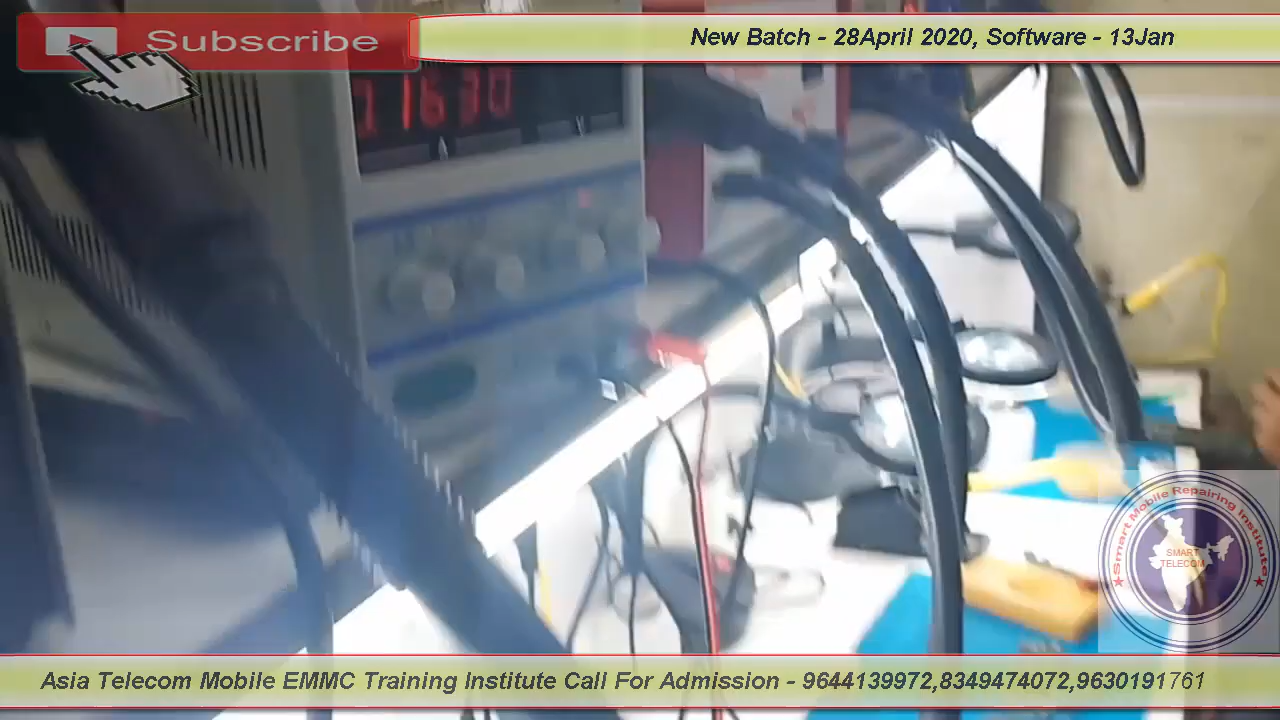 Subscribe
New Batch - 28April 2020, Software - 13Jan
11630
Smart Mobile Repairing Institute
SMART
TELECOM
Asia Telecom Mobile EMMC Training Institute Call For Admission - 9644139972,8349474072,9630191761